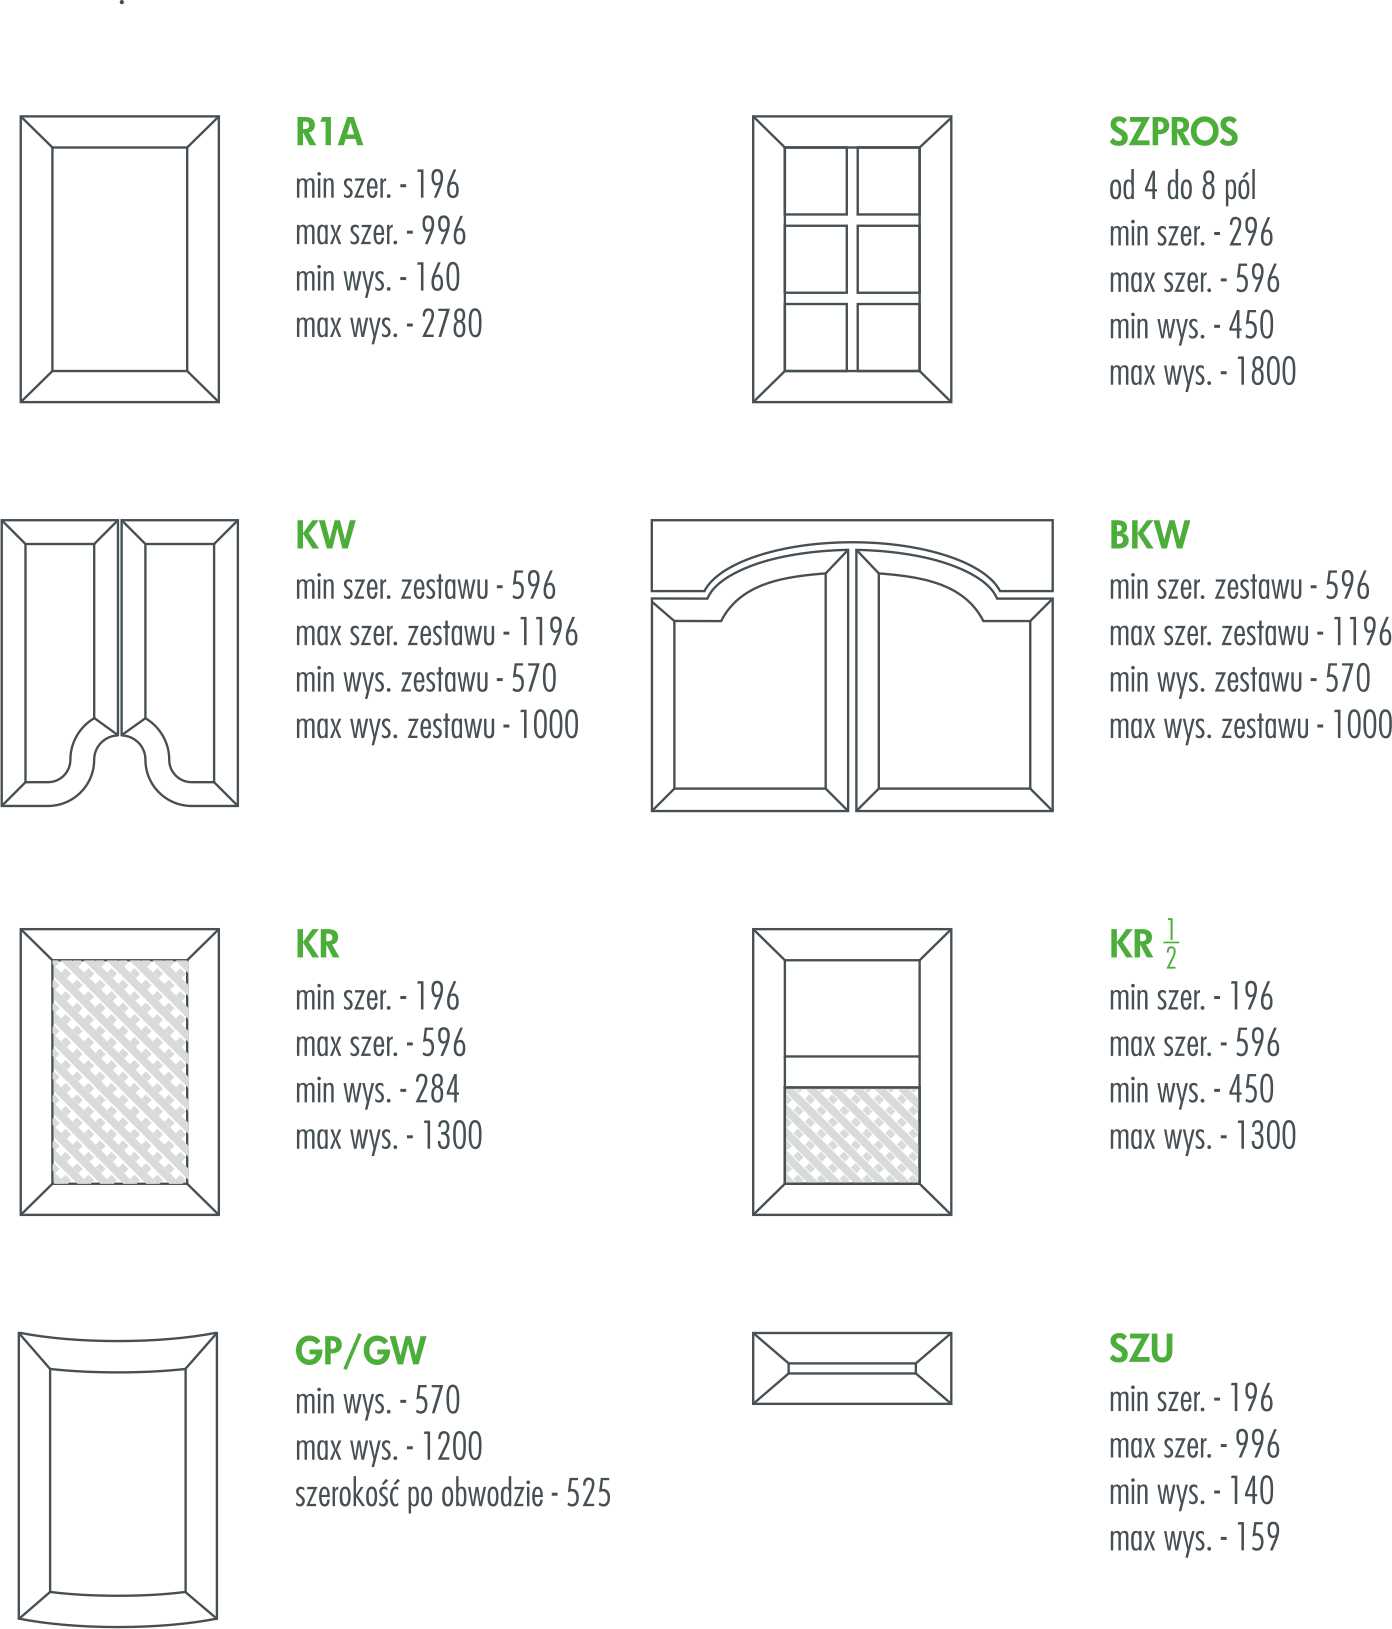 R1A
min szer. - 196
max szer. - 996
min wys. - 160
max wys. - 2780
SZPROS
od 4 do 8 pól
min szer. - 296
max szer. - 596
min wys. - 450
max wys. - 1800
KW
min szer. zestawu - 596
max szer. zestawu - 1196
min wys. zestawu - 570
max wys. zestawu - 1000
BKW
min szer. zestawu - 596
max szer. zestawu - 1196
min wys. zestawu - 570
max wys. zestawu - 1000
KR
min szer. - 196
max szer. - 596
min wys. - 284
max wys. - 1300
KR 1/2
min szer. - 196
max szer. - 596
min wys. - 450
max wys. - 1300
GP/GW
min wys. - 570
max wys. - 1200
szerokość po obwodzie - 525
SZU
min szer. - 196
max szer. - 996
min wys. - 140
max wys. - 159